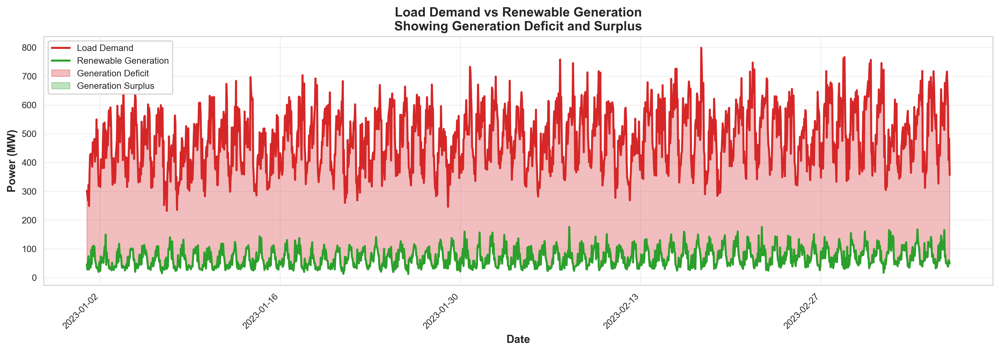 Load Demand vs Renewable Generation
Showing Generation Deficit and Surplus
Load Demand
Renewable Generation
Generation Deficit
Generation Surplus
Power (MW)
800
700
600
500
400
300
200
100
0
2023-01-02
2023-01-16
2023-01-30
2023-02-13
2023-02-27
Date